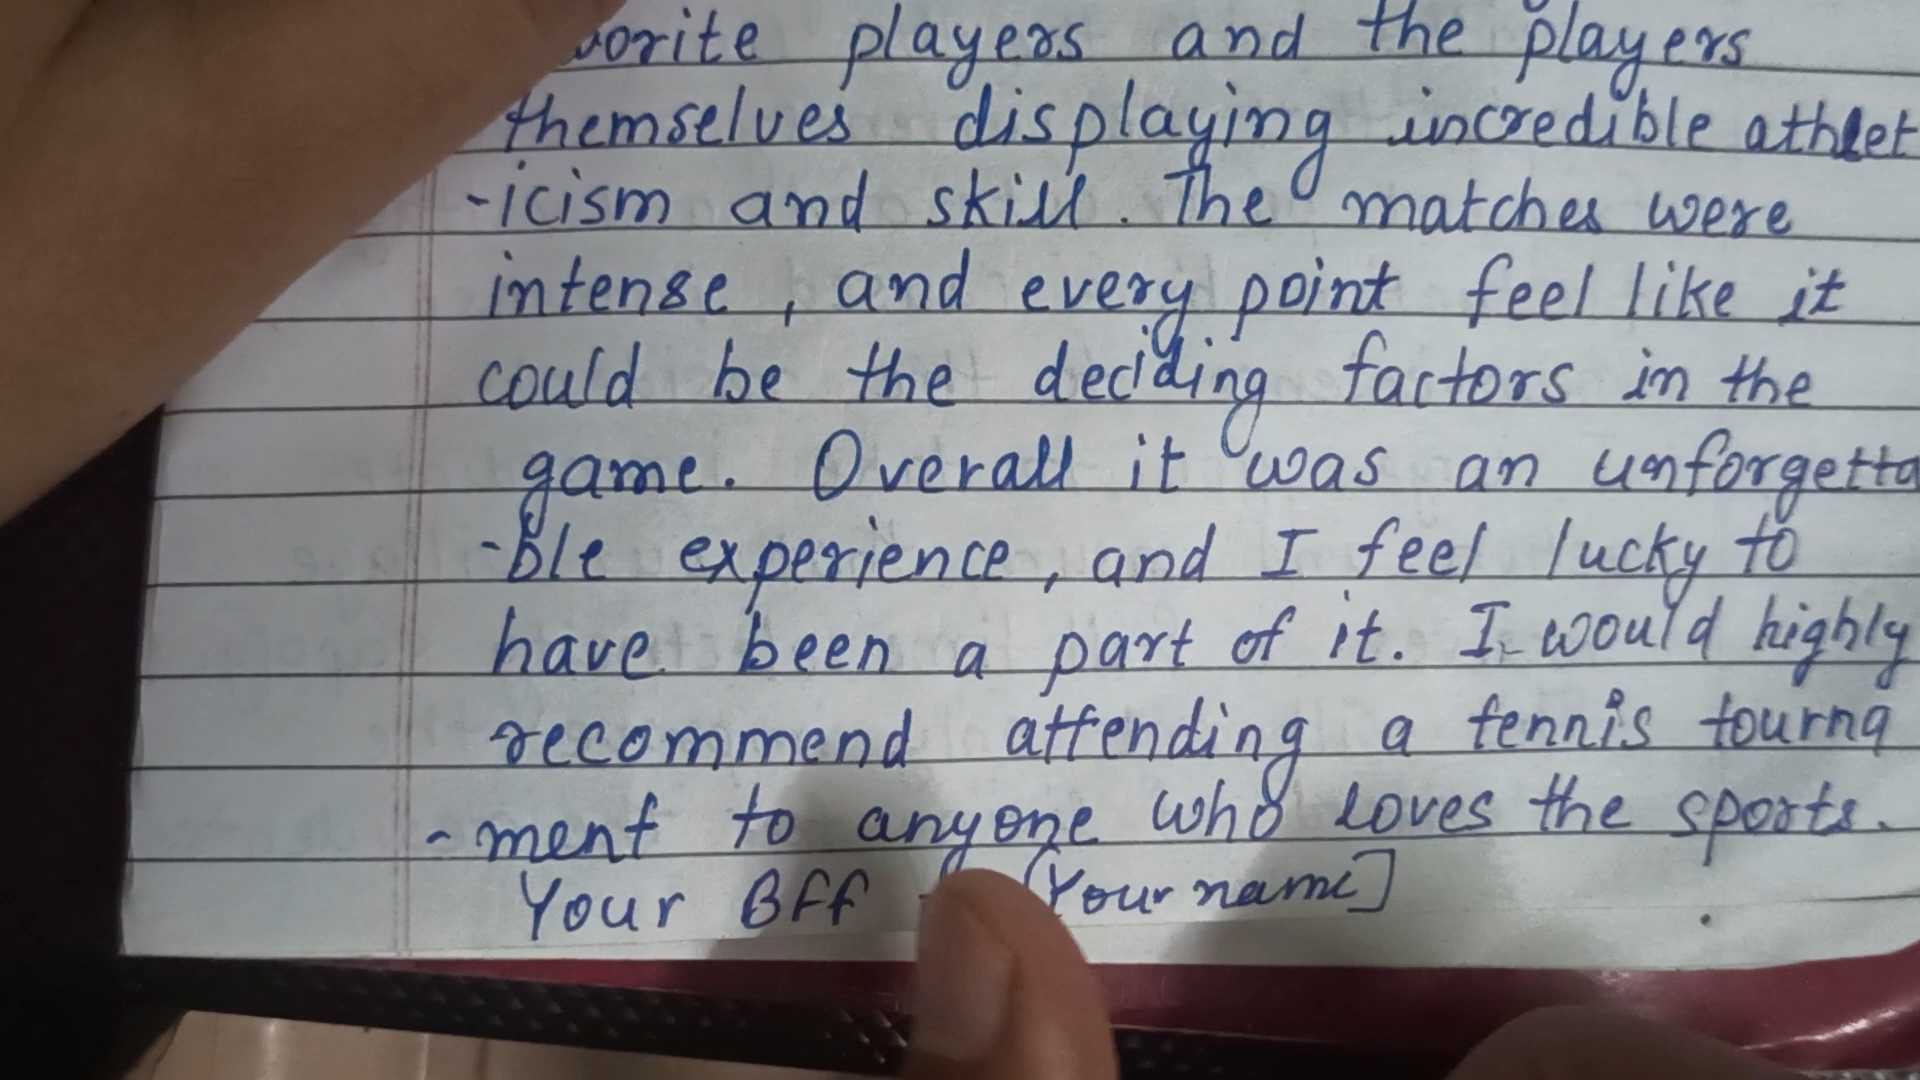 vorite players and the players
themselves displaying incredible athlet
-icism and skill. The matches were
intense, and every point feel like it
could be the deciding factors in the
game. Overall it was an unforgetta
-ble experience, and I feel lucky to
have been a part of it. I would highly
recommend attending a tennis tourna
-ment to anyone who loves the sports.
Your Bff [Your name]